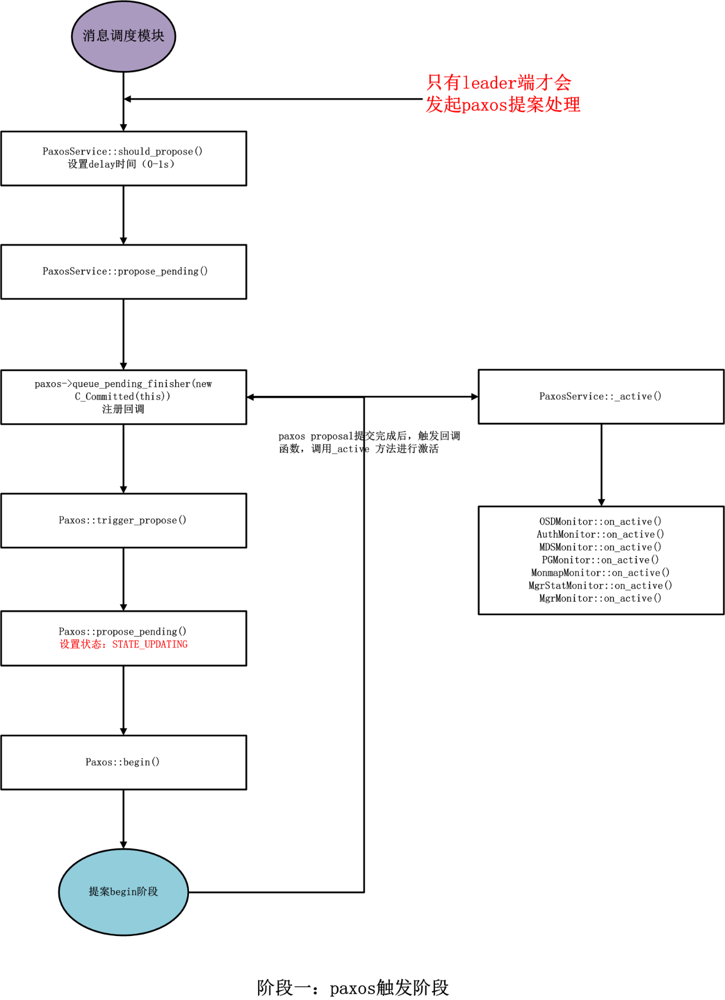 消息调度模块
只有leader端才会
发起paxos提案处理
PaxosService::should_propose()
设置delay时间（0-1s）
PaxosService::propose_pending()
paxos->queue_pending_finisher(new
C_Committed(this))
注册回调
PaxosService::_active()
paxos proposal提交完成后，触发回调
函数，调用_active 方法进行激活
Paxos::trigger_propose()
OSDMonitor::on_active()
AuthMonitor::on_active()
MDSMonitor::on_active()
PGMonitor::on_active()
MonmapMonitor::on_active()
MgrStatMonitor::on_active()
MgrMonitor::on_active()
Paxos::propose_pending()
设置状态：STATE_UPDATING
Paxos::begin()
提案begin阶段
阶段一：paxos触发阶段